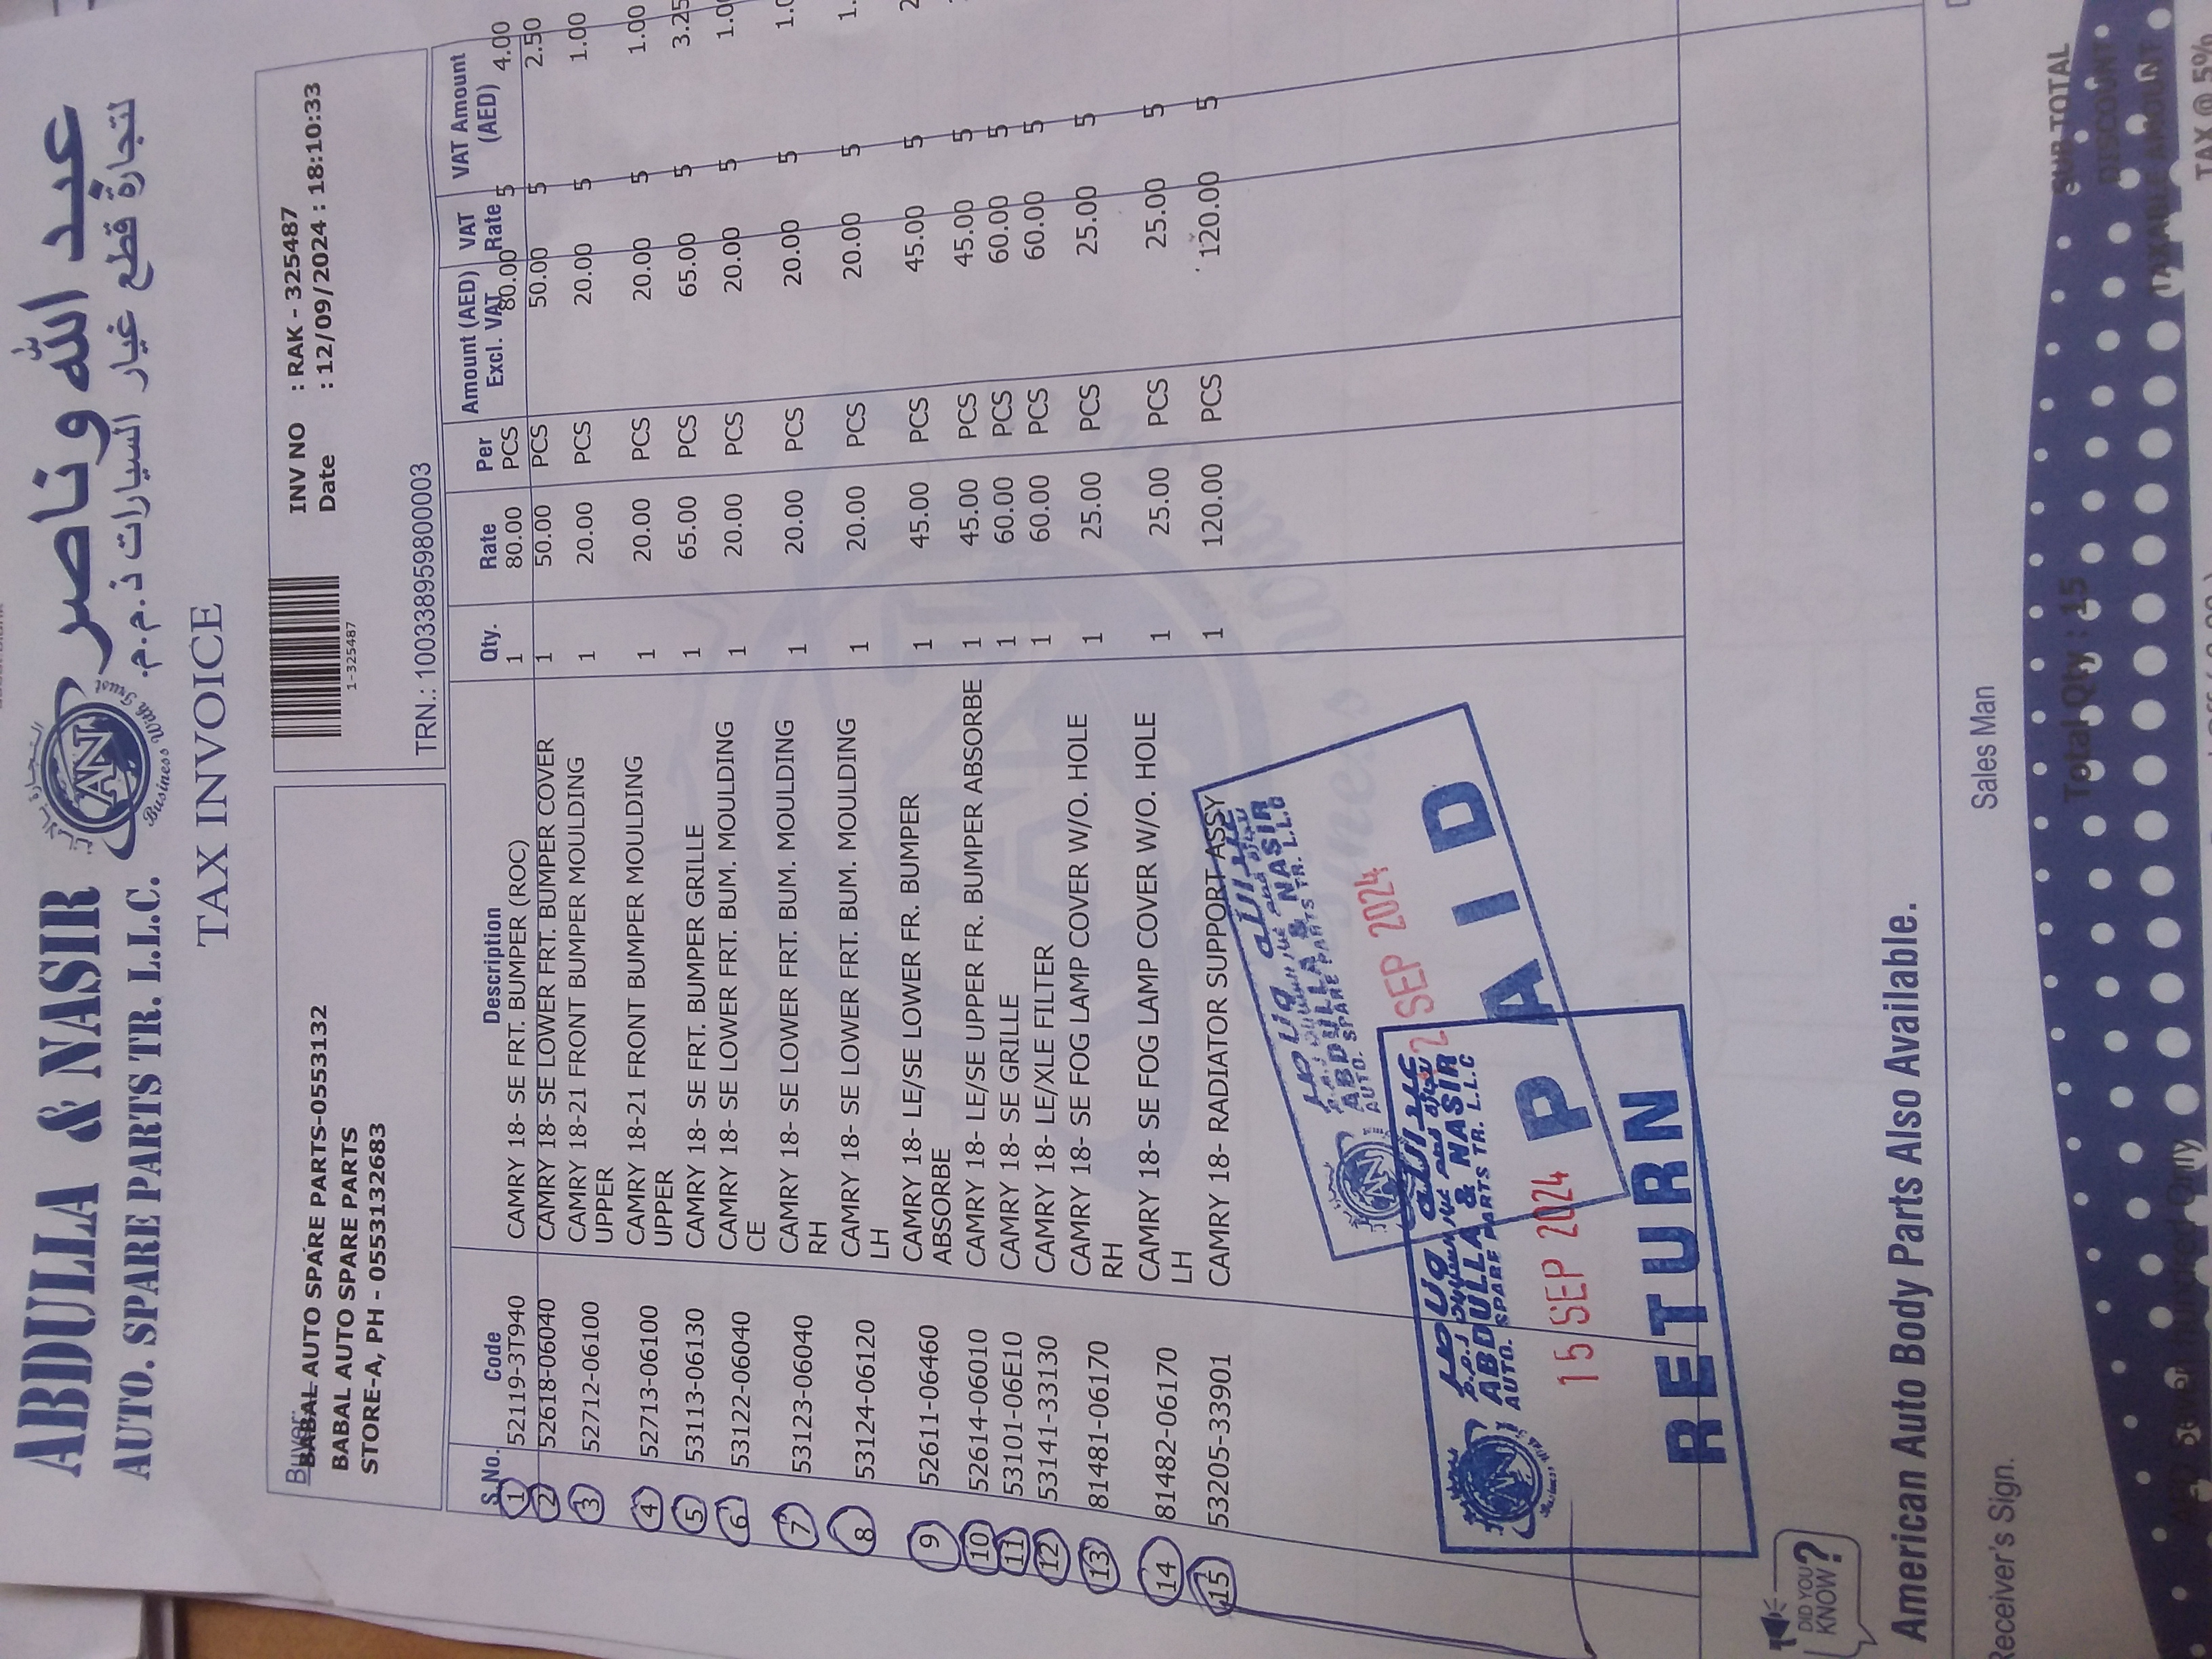 ABDULLA & NASIR
عبد الله وناصر
AUTO. SPARE PARTS TR. L.L.C.
لتجارة قطع غيار السيارات ذ.م.م.
AN
Business With Trust
TAX INVOICE
Buyer:
BABAL AUTO SPARE PARTS-0553132
BABAL AUTO SPARE PARTS
STORE-A, PH - 0553132683
1-325487
INV NO : RAK - 325487
Date : 12/09/2024 : 18:10:33
TRN.: 100338959800003
S.No. Code Description Qty. Rate Per Amount (AED) Excl. VAT VAT Rate VAT Amount (AED)
1 52119-3T940 CAMRY 18- SE FRT. BUMPER (ROC) 1 80.00 PCS 80.00 5 4.00
2 52618-06040 CAMRY 18- SE LOWER FRT. BUMPER COVER 1 50.00 PCS 50.00 5 2.50
3 52712-06100 CAMRY 18-21 FRONT BUMPER MOULDING 1 20.00 PCS 20.00 5 1.00
UPPER
4 52713-06100 CAMRY 18-21 FRONT BUMPER MOULDING 1 20.00 PCS 20.00 5 1.00
UPPER
5 53113-06130 CAMRY 18- SE FRT. BUMPER GRILLE 1 65.00 PCS 65.00 5 3.25
6 53122-06040 CAMRY 18- SE LOWER FRT. BUM. MOULDING 1 20.00 PCS 20.00 5
CE
7 53123-06040 CAMRY 18- SE LOWER FRT. BUM. MOULDING 1 20.00 PCS 20.00 5
RH
8 53124-06120 CAMRY 18- SE LOWER FRT. BUM. MOULDING 1 20.00 PCS 20.00 5
LH
9 52611-06460 CAMRY 18- LE/SE LOWER FR. BUMPER 1 45.00 PCS 45.00 5
ABSORBE
10 52614-06010 CAMRY 18- LE/SE UPPER FR. BUMPER ABSORBE 1 45.00 PCS 45.00 5
11 53101-06E10 CAMRY 18- SE GRILLE 1 60.00 PCS 60.00 5
12 53141-33130 CAMRY 18- LE/XLE FILTER 1 60.00 PCS 60.00 5
13 81481-06170 CAMRY 18- SE FOG LAMP COVER W/O. HOLE 1 25.00 PCS 25.00 5
RH
14 81482-06170 CAMRY 18- SE FOG LAMP COVER W/O. HOLE 1 25.00 PCS 25.00 5
LH
15 53205-33901 CAMRY 18- RADIATOR SUPPORT ASSY 1 120.00 PCS 120.00 5
ABDULLA & NASIR
AUTO. SPARE PARTS TR. L.L.C
2 SEP 2024
PAID
ABDULLA & NASIR
AUTO. SPARE PARTS TR. L.L.C
15 SEP 2024
RETURN
DID YOU?
KNOW?
American Auto Body Parts Also Available.
Receiver's Sign.
Sales Man
Total Qty : 15
SUB TOTAL
DISCOUNT
TAXABLE AMOUNT
TAX @ 5%